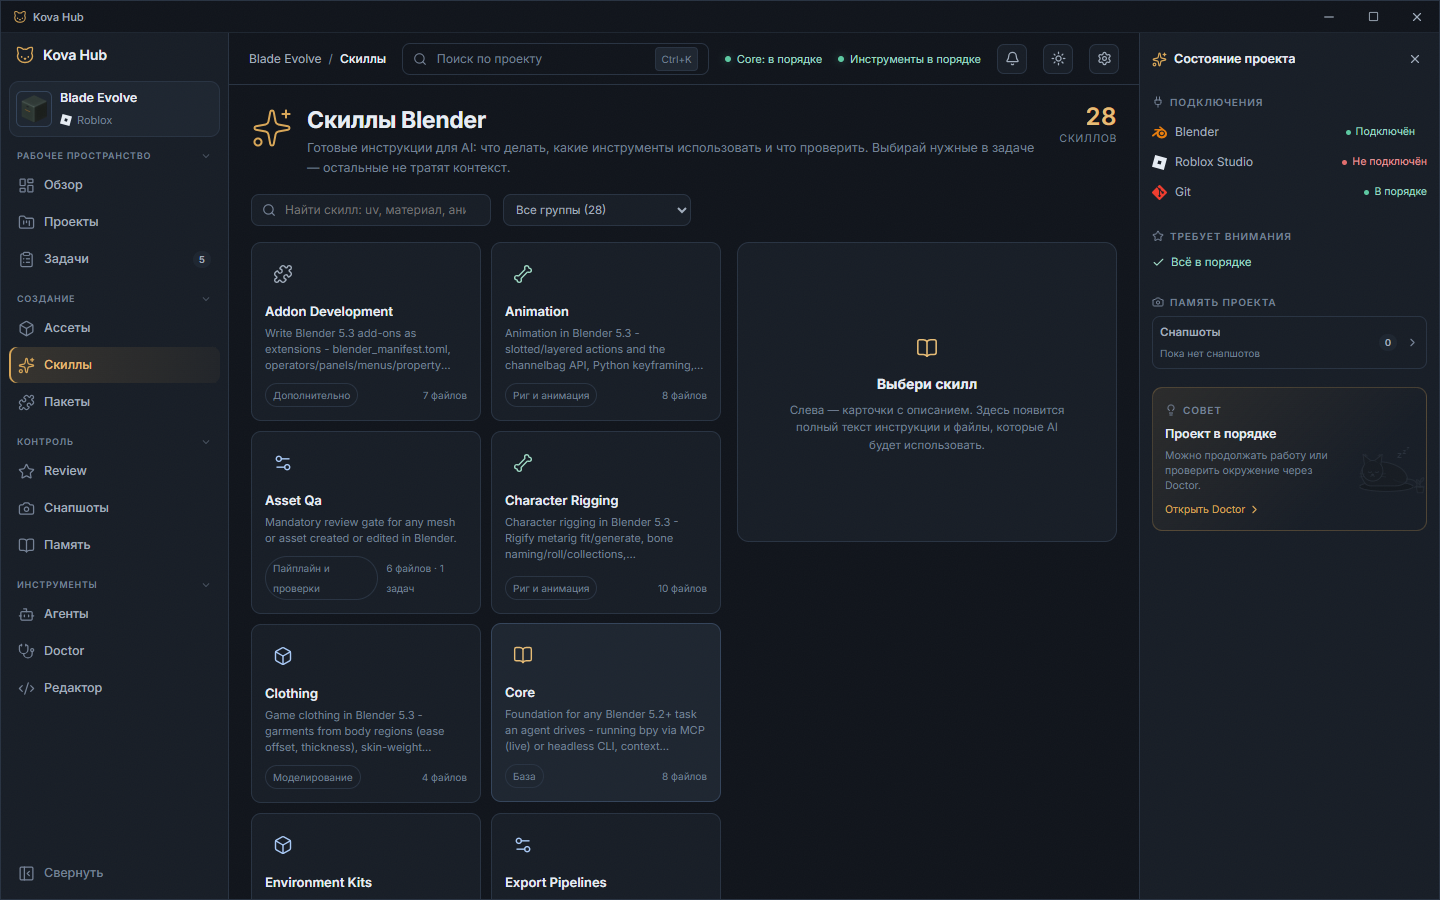 Kova Hub
Kova Hub
Blade Evolve
Roblox
РАБОЧЕЕ ПРОСТРАНСТВО
Обзор
Проекты
Задачи 5
СОЗДАНИЕ
Ассеты
Скиллы
Пакеты
КОНТРОЛЬ
Review
Снапшоты
Память
ИНСТРУМЕНТЫ
Агенты
Doctor
Редактор
Свернуть
Blade Evolve / Скиллы
Поиск по проекту Ctrl+K
Core: в порядке
Инструменты в порядке
Скиллы Blender
Готовые инструкции для AI: что делать, какие инструменты использовать и что проверить. Выбирай нужные в задаче
— остальные не тратят контекст.
28
СКИЛЛОВ
Найти скилл: uv, материал, ани
Все группы (28)
Addon Development
Write Blender 5.3 add-ons as
extensions - blender_manifest.toml,
operators/panels/menus/property...
Дополнительно 7 файлов
Animation
Animation in Blender 5.3 -
slotted/layered actions and the
channelbag API, Python keyframing,...
Риг и анимация 8 файлов
Asset Qa
Mandatory review gate for any mesh
or asset created or edited in Blender.
Пайплайн и
проверки
6 файлов · 1
задач
Character Rigging
Character rigging in Blender 5.3 -
Rigify metarig fit/generate, bone
naming/roll/collections,...
Риг и анимация 10 файлов
Clothing
Game clothing in Blender 5.3 -
garments from body regions (ease
offset, thickness), skin-weight...
Моделирование 4 файлов
Core
Foundation for any Blender 5.2+ task
an agent drives - running bpy via MCP
(live) or headless CLI, context...
База 8 файлов
Environment Kits
Export Pipelines
Выбери скилл
Слева — карточки с описанием. Здесь появится
полный текст инструкции и файлы, которые AI
будет использовать.
Состояние проекта
ПОДКЛЮЧЕНИЯ
Blender Подключён
Roblox Studio Не подключён
Git В порядке
ТРЕБУЕТ ВНИМАНИЯ
Всё в порядке
ПАМЯТЬ ПРОЕКТА
Снапшоты
Пока нет снапшотов
0
СОВЕТ
Проект в порядке
Можно продолжать работу или
проверить окружение через
Doctor.
Открыть Doctor